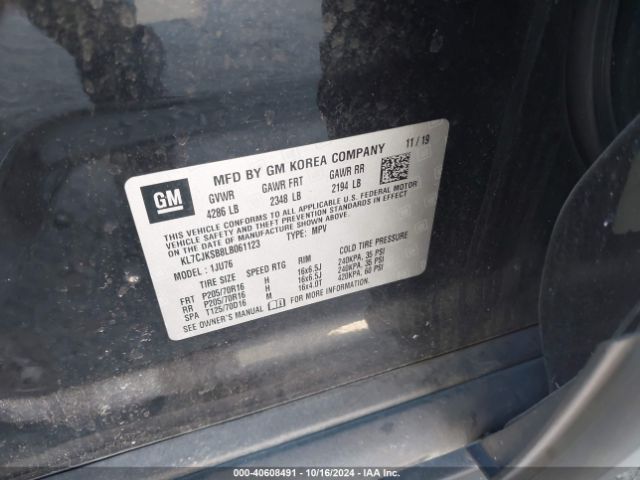 MFD BY GM KOREA COMPANY 11 / 19
GM
GVWR GAWR FRT GAWR RR
4286 LB 2348 LB 2194 LB
THIS VEHICLE CONFORMS TO ALL APPLICABLE U.S. FEDERAL MOTOR
VEHICLE SAFETY AND THEFT PREVENTION STANDARDS IN EFFECT
ON THE DATE OF MANUFACTURE SHOWN ABOVE.
KL7CJKSB8LB061123 TYPE: MPV
MODEL : 1JU76
TIRE SIZE SPEED RTG RIM COLD TIRE PRESSURE
FRT P205/70R16 H 16x6.5J 240KPA, 35 PSI
RR P205/70R16 H 16x6.5J 240KPA, 35 PSI
SPA T125/70D16 M 16x4.0T 420KPA, 60 PSI
SEE OWNER'S MANUAL
000-40608491 - 10/16/2024 - IAA Inc.